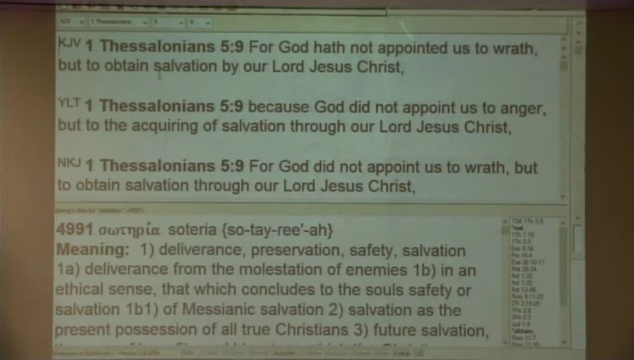 KJV 1 Thessalonians 5:9 For God hath not appointed us to wrath,
but to obtain salvation by our Lord Jesus Christ,
YLT 1 Thessalonians 5:9 because God did not appoint us to anger,
but to the acquiring of salvation through our Lord Jesus Christ,
NKJ 1 Thessalonians 5:9 For God did not appoint us to wrath, but
to obtain salvation through our Lord Jesus Christ,
4991 σωτηρία soteria {so-tay-ree'-ah}
Meaning: 1) deliverance, preservation, safety, salvation
1a) deliverance from the molestation of enemies 1b) in an
ethical sense, that which concludes to the souls safety or
salvation 1b1) of Messianic salvation 2) salvation as the
present possession of all true Christians 3) future salvation,